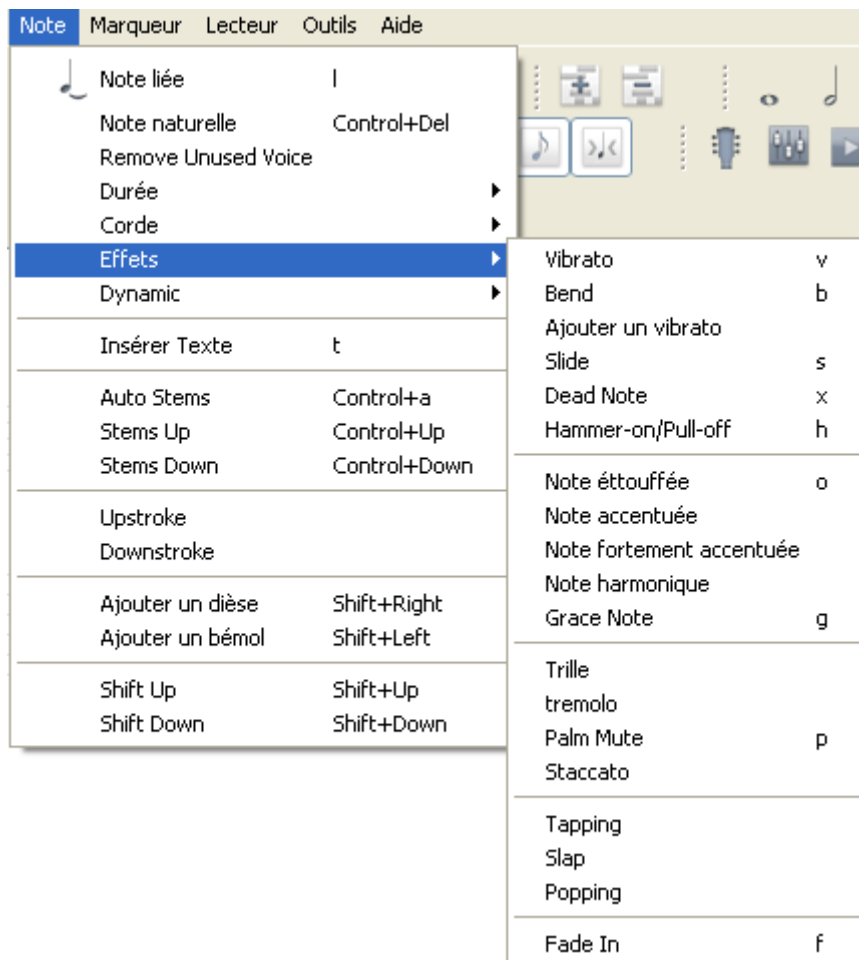 Note Marqueur Lecteur Outils Aide
Note liée l
Note naturelle Control+Del
Remove Unused Voice
Durée
Corde
Effets
Dynamic
Insérer Texte t
Auto Stems Control+a
Stems Up Control+Up
Stems Down Control+Down
Upstroke
Downstroke
Ajouter un dièse Shift+Right
Ajouter un bémol Shift+Left
Shift Up Shift+Up
Shift Down Shift+Down
Vibrato v
Bend b
Ajouter un vibrato
Slide s
Dead Note x
Hammer-on/Pull-off h
Note éttouffée o
Note accentuée
Note fortement accentuée
Note harmonique
Grace Note g
Trille
tremolo
Palm Mute p
Staccato
Tapping
Slap
Popping
Fade In f